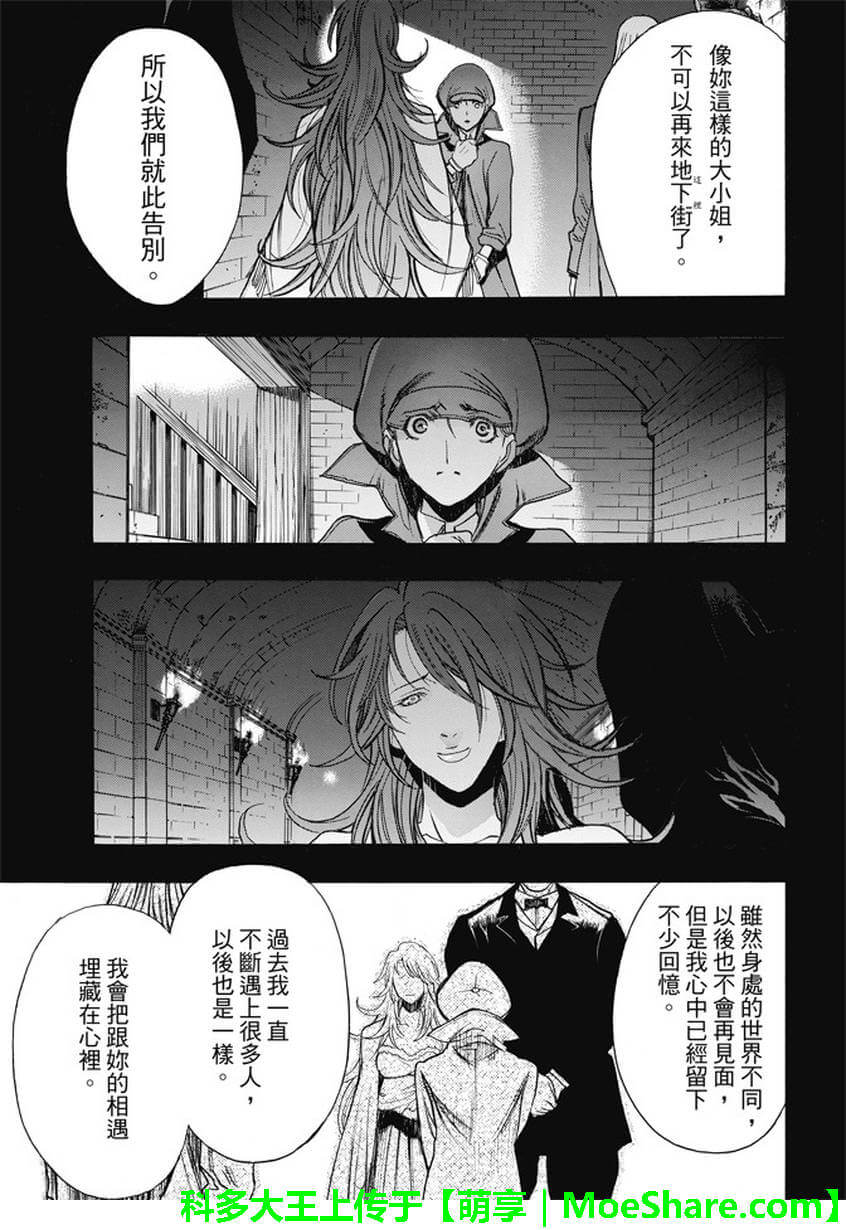 像妳這樣的大小姐，
不可以再來地下街了。
這裡
所以我們就此告別。
雖然身處的世界不同，
以後也不會再見面，
但是我心中已經留下
不少回憶。
過去我一直
不斷遇上很多人，
以後也是一樣。
我會把跟妳的相遇
埋藏在心裡。
科多大王上传于【萌享｜MoeShare.com】